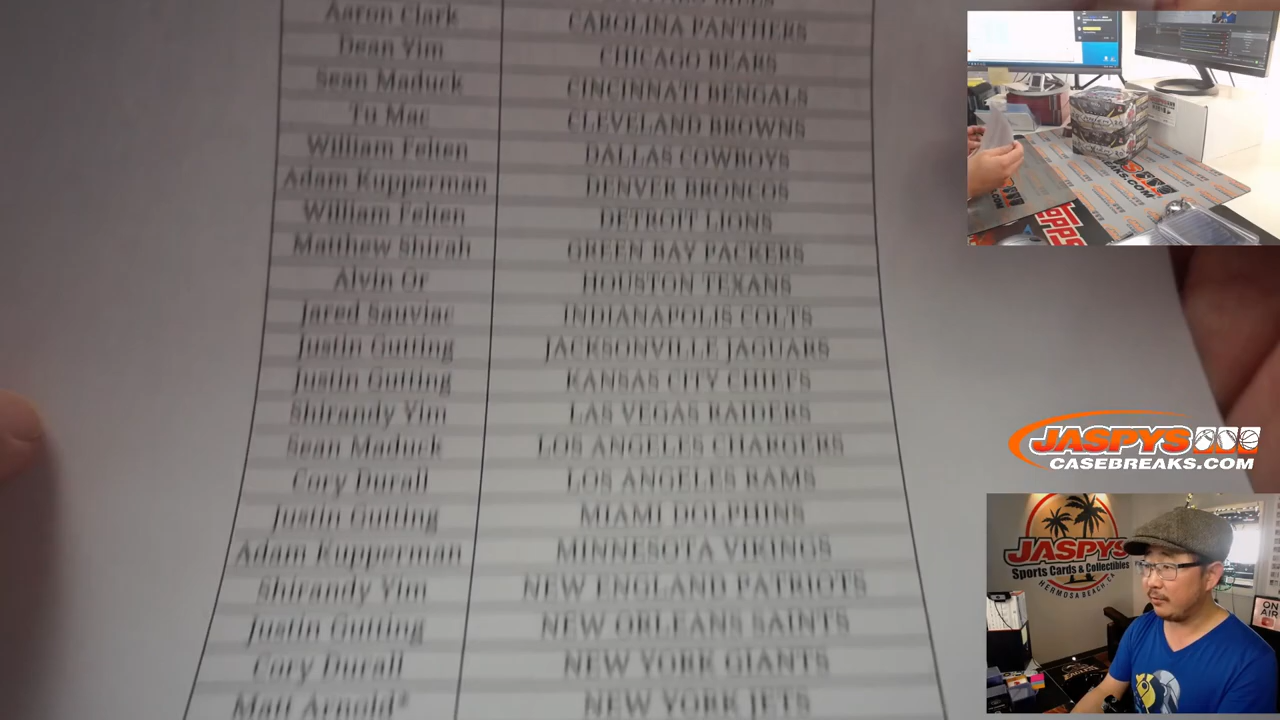 Aaron Clark CAROLINA PANTHERS
Dean Yim CHICAGO BEARS
Sean Maduck CINCINNATI BENGALS
Tu Mac CLEVELAND BROWNS
William Felten DALLAS COWBOYS
Adam Kupperman DENVER BRONCOS
William Felten DETROIT LIONS
Matthew Shirah GREEN BAY PACKERS
Alvin Or HOUSTON TEXANS
Jared Sauviac INDIANAPOLIS COLTS
Justin Gutting JACKSONVILLE JAGUARS
Justin Gutting KANSAS CITY CHIEFS
Shirandy Yim LAS VEGAS RAIDERS
Sean Maduck LOS ANGELES CHARGERS
Cory Durall LOS ANGELES RAMS
Justin Gutting MIAMI DOLPHINS
Adam Kupperman MINNESOTA VIKINGS
Shirandy Yim NEW ENGLAND PATRIOTS
Justin Gutting NEW ORLEANS SAINTS
Cory Durall NEW YORK GIANTS
Matt Arnold* NEW YORK JETS
TOPPS
JASPYS
CASEBREAKS.COM
JASPYS
Sports Cards & Collectibles
HERMOSA BEACH, CA
ON
AIR